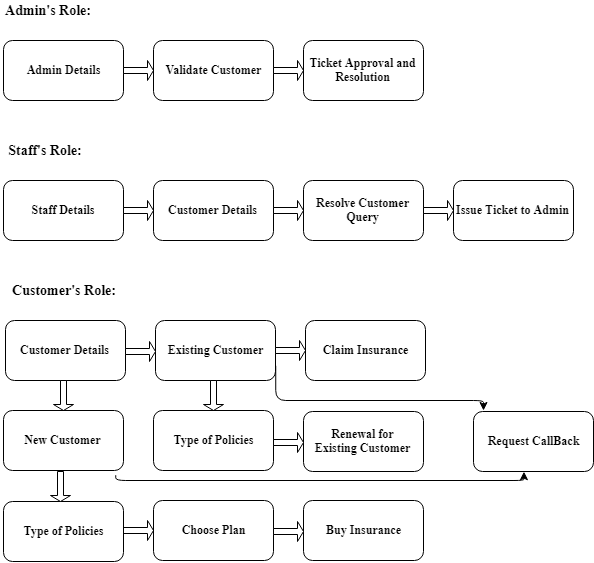 Admin's Role:
Admin Details
Validate Customer
Ticket Approval and
Resolution
Staff's Role:
Staff Details
Customer Details
Resolve Customer
Query
Issue Ticket to Admin
Customer's Role:
Customer Details
Existing Customer
Claim Insurance
New Customer
Type of Policies
Renewal for
Existing Customer
Request CallBack
Type of Policies
Choose Plan
Buy Insurance